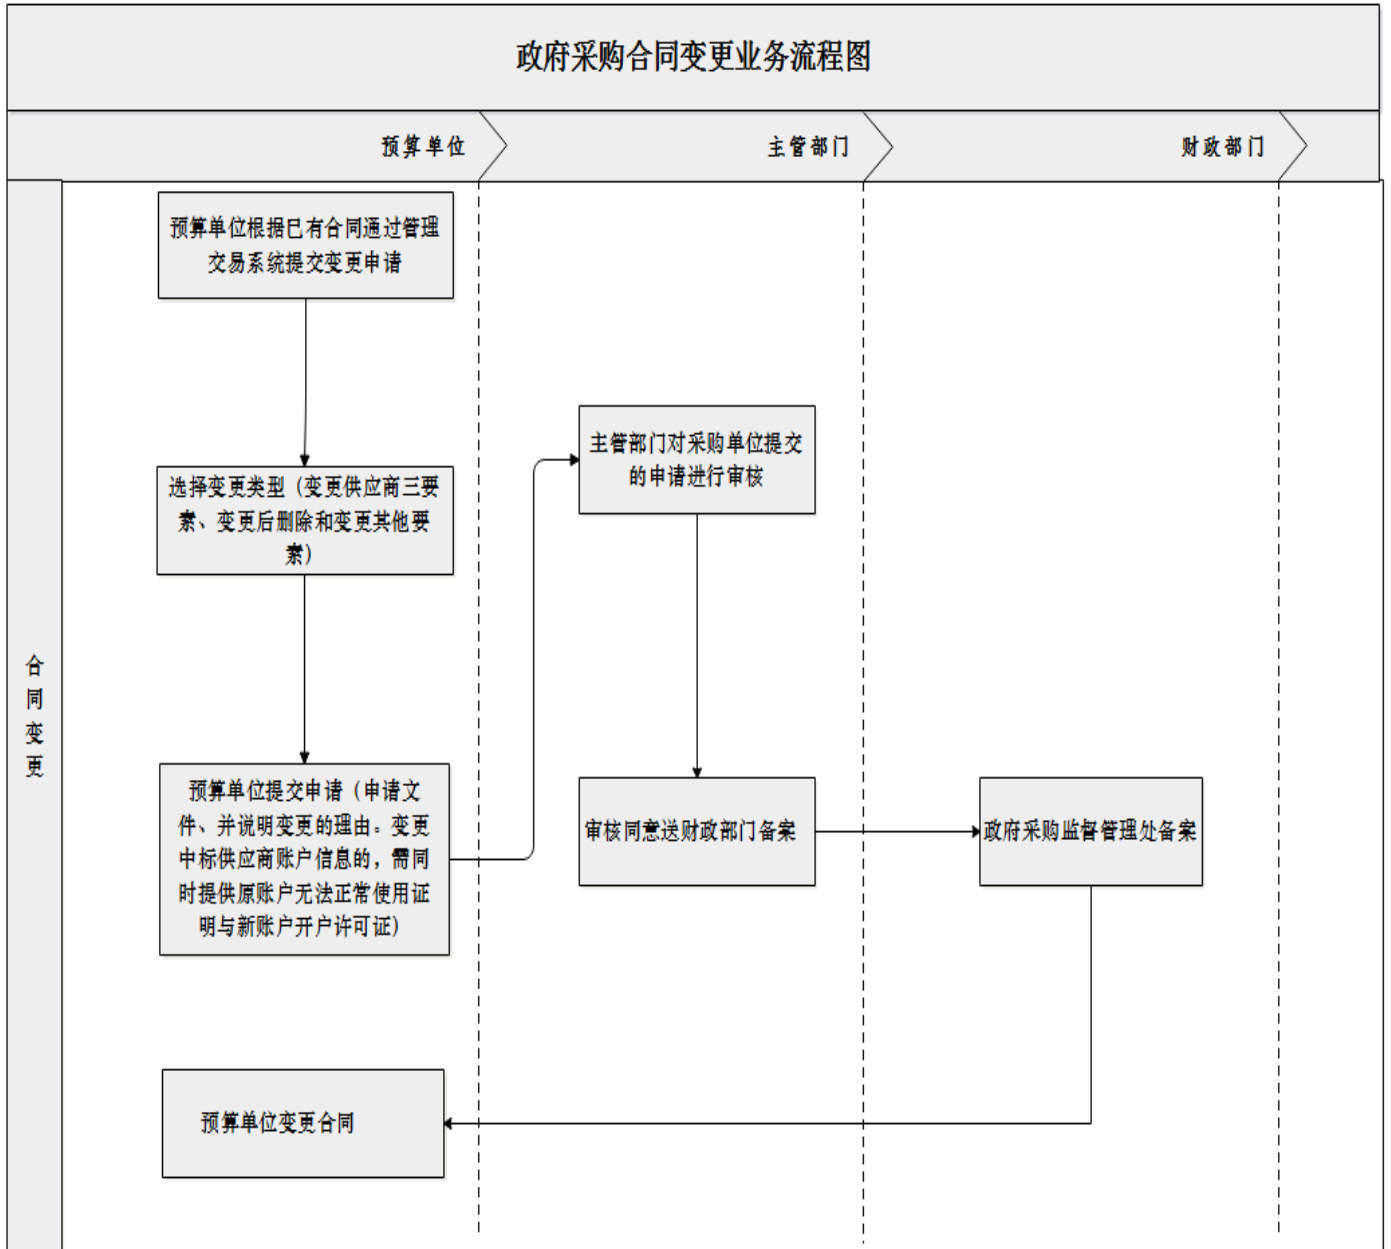 政府采购合同变更业务流程图
预算单位
主管部门
财政部门
合
同
变
更
预算单位根据已有合同通过管理
交易系统提交变更申请
选择变更类型（变更供应商三要
素、变更后删除和变更其他要
素）
预算单位提交申请（申请文
件、并说明变更的理由。变更
中标供应商账户信息的，需同
时提供原账户无法正常使用证
明与新账户开户许可证）
主管部门对采购单位提交
的申请进行审核
审核同意送财政部门备案
政府采购监督管理处备案
预算单位变更合同